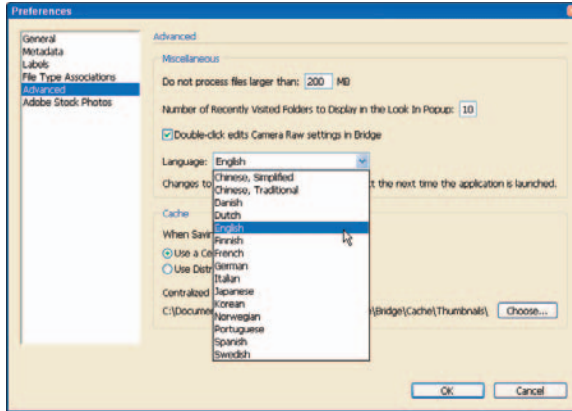 Preferences
General
Metadata
Labels
File Type Associations
Advanced
Adobe Stock Photos
Advanced
Miscellaneous
Do not process files larger than: 200 MB
Number of Recently Visited Folders to Display in the Look In Popup: 10
Double-click edits Camera Raw settings in Bridge
Language: English
Chinese, Simplified
Changes to
Chinese, Traditional
t the next time the application is launched.
Danish
Cache
Dutch
When Savin
English
Finnish
Use a Ce
French
Use Distr
German
Italian
Centralized
Japanese
Korean
C:\Docume
\Bridge\Cache\Thumbnails\
Choose...
Norwegian
Portuguese
Spanish
Swedish
OK
Cancel